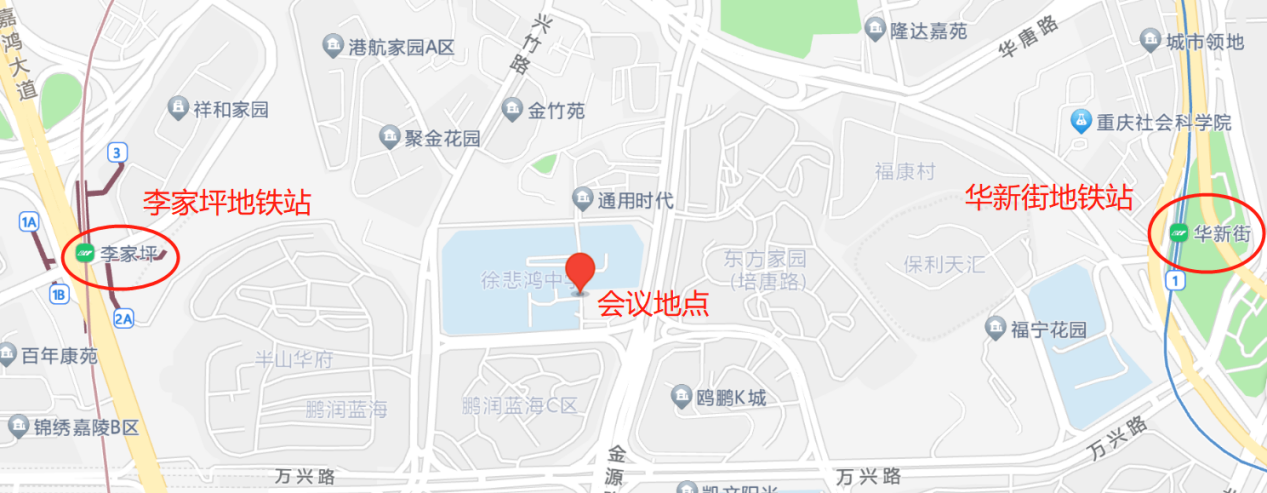 嘉鸿大道
兴竹路
港航家园A区
隆达嘉苑
华唐路
城市领地
祥和家园
金竹苑
聚金花园
重庆社会科学院
3
李家坪地铁站
通用时代
福康村
华新街地铁站
1A
李家坪
华新街
徐悲鸿中学
会议地点
东方家园
(培唐路)
保利天汇
1
1B
2A
福宁花园
百年康苑
半山华府
鹏润蓝海
鹏润蓝海C区
鸥鹏K城
锦绣嘉陵B区
万兴路
万兴路
万兴路
金源
凯立阳光